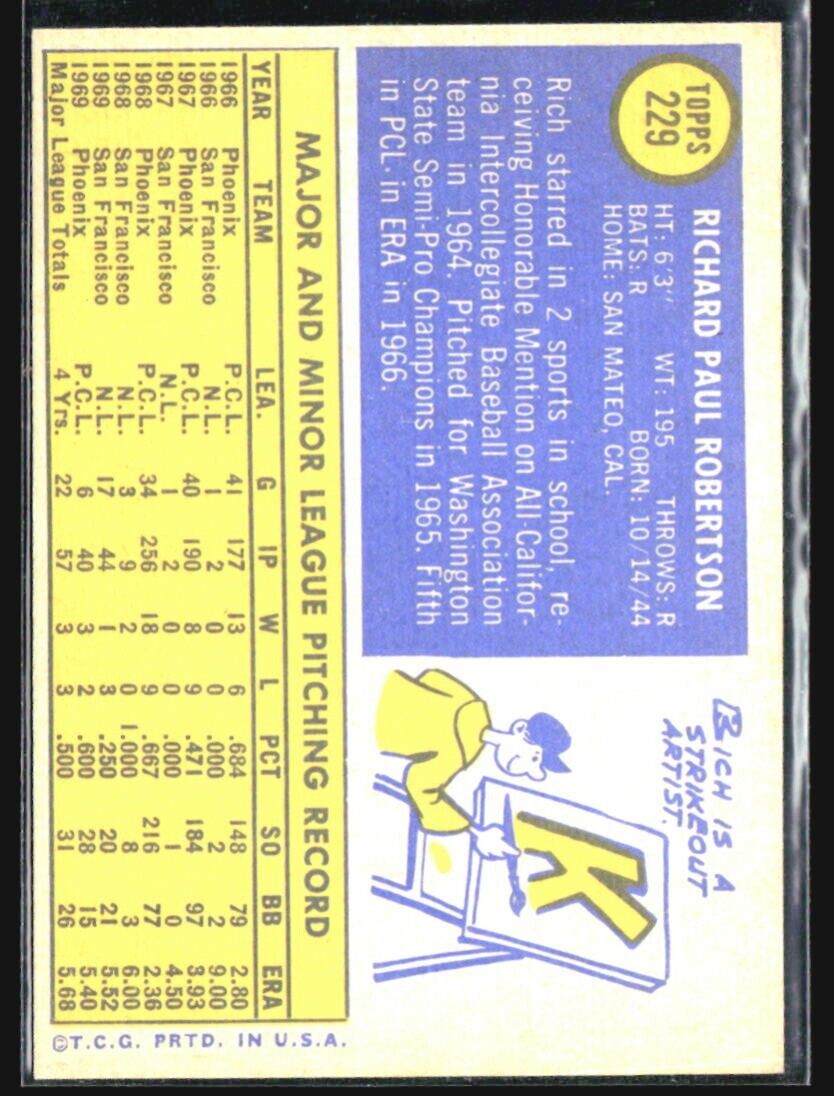 TOPPS
229
RICHARD PAUL ROBERTSON
HT: 6'3" WT: 195 THROWS: R
BATS: R BORN: 10/14/44
HOME: SAN MATEO, CAL.
Rich starred in 2 sports in school, re-
ceiving Honorable Mention on All-Califor-
nia Intercollegiate Baseball Association
team in 1964. Pitched for Washington
State Semi-Pro Champions in 1965. Fifth
in PCL in ERA in 1966.
RICH IS A
STRIKEOUT
ARTIST.
K
MAJOR AND MINOR LEAGUE PITCHING RECORD
YEAR TEAM LEA. G IP W L PCT SO BB ERA
1966 Phoenix P.C.L. 41 177 13 6 .684 148 79 2.80
1966 San Francisco N.L. 1 2 0 0 .000 2 2 9.00
1967 Phoenix P.C.L. 40 190 8 9 .471 184 97 3.93
1967 San Francisco N.L. 1 2 0 0 .000 1 0 4.50
1968 Phoenix P.C.L. 34 256 18 9 .667 216 77 2.36
1968 San Francisco N.L. 3 9 2 0 1.000 8 3 6.00
1969 San Francisco N.L. 17 44 1 3 .250 20 21 5.52
1969 Phoenix P.C.L. 6 40 3 2 .600 28 15 5.40
Major League Totals 4 Yrs. 22 57 3 3 .500 31 26 5.68
©T.C.G. PRTD. IN U.S.A.